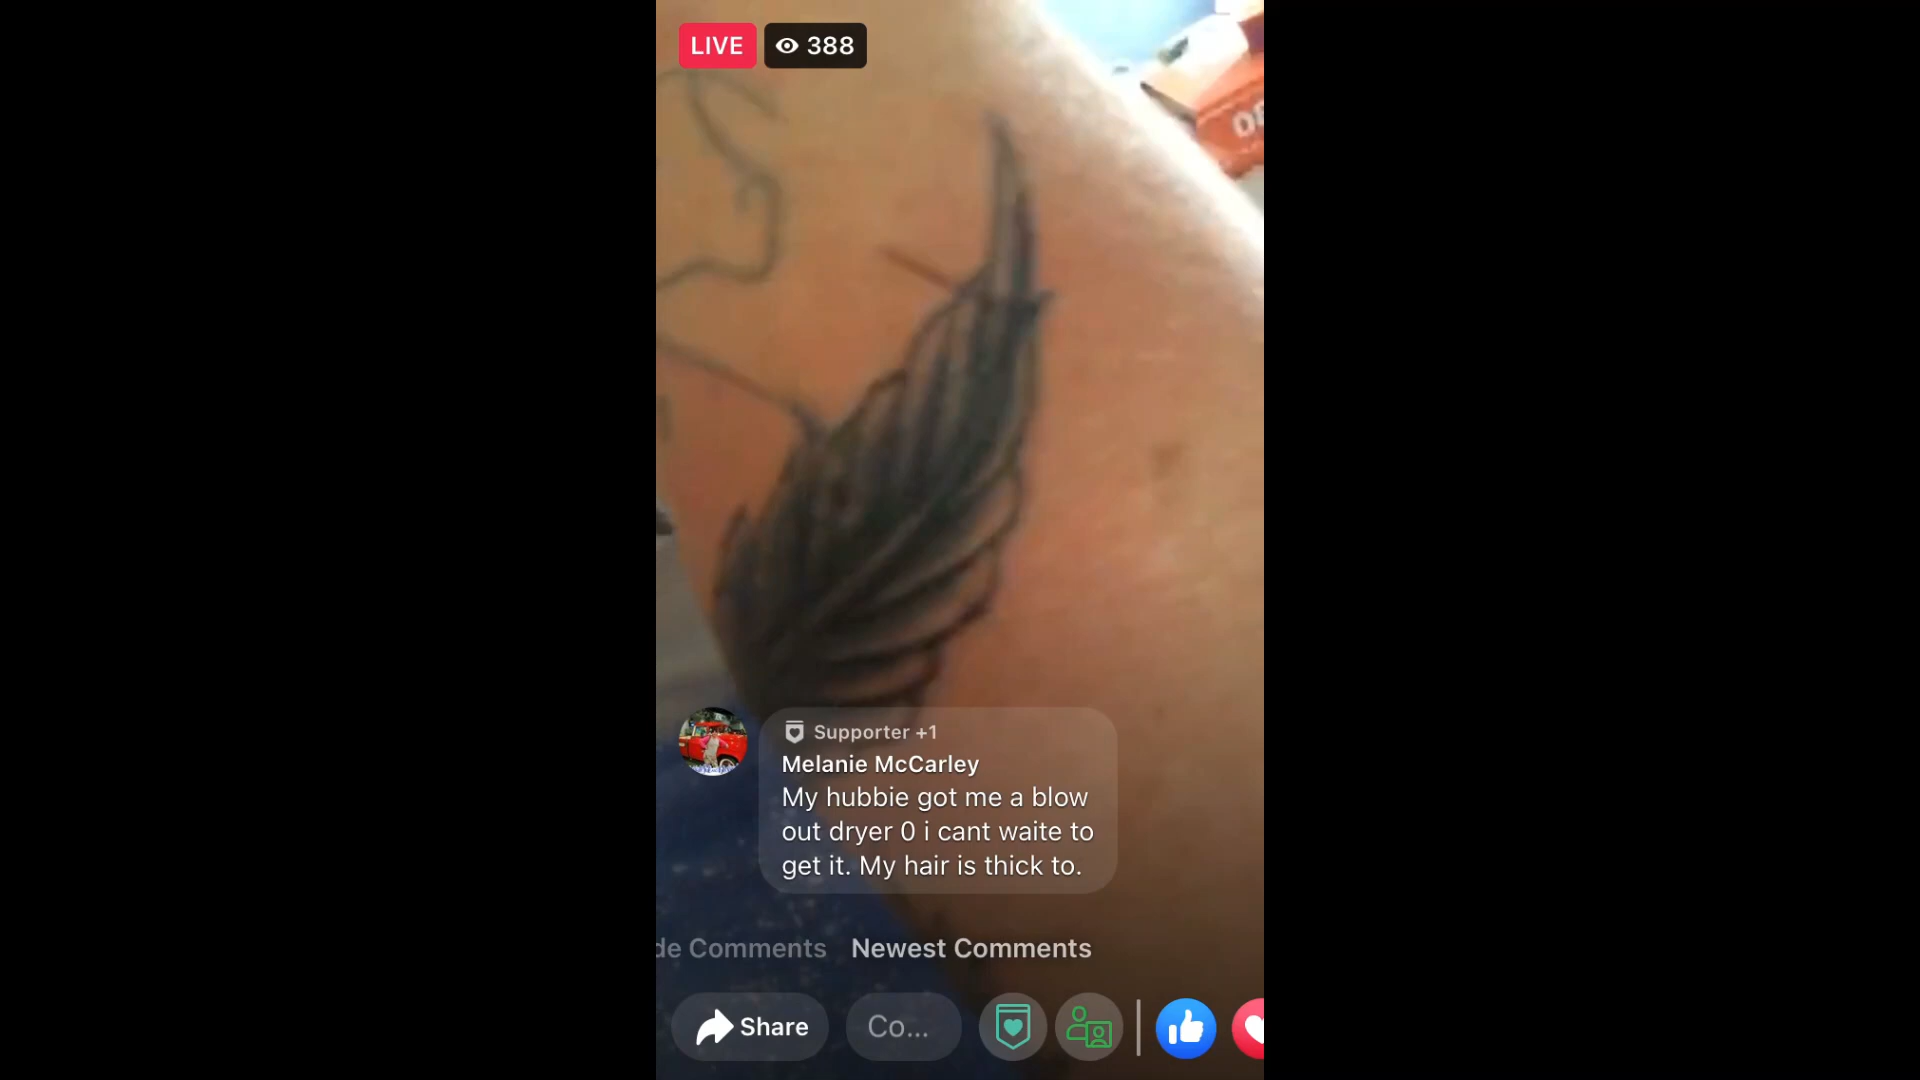 LIVE 388
Supporter +1
Melanie McCarley
My hubbie got me a blow
out dryer 0 i cant waite to
get it. My hair is thick to.
de Comments Newest Comments
Share Co...